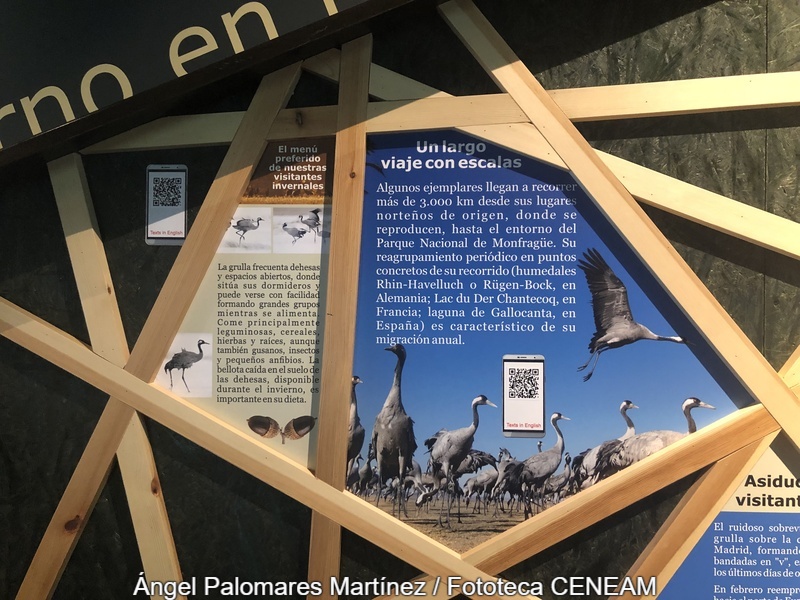 rno en
Texts in English
El menú
preferido
de nuestras
visitantes
invernales
La grulla frecuenta dehesas
y espacios abiertos, donde
sitúa sus dormideros y
puede verse con facilidad
formando grandes grupos
mientras se alimenta.
Come principalmente
leguminosas, cereales,
hierbas y raíces, aunque
también gusanos, insectos
y pequeños anfibios. La
bellota caída en el suelo de
las dehesas, disponible
durante el invierno, es
importante en su dieta.
Un largo
viaje con escalas
Algunos ejemplares llegan a recorrer
más de 3.000 km desde sus lugares
norteños de origen, donde se
reproducen, hasta el entorno del
Parque Nacional de Monfragüe. Su
reagrupamiento periódico en puntos
concretos de su recorrido (humedales
Rhin-Havelluch o Rügen-Bock, en
Alemania; Lac du Der Chantecoq, en
Francia; laguna de Gallocanta, en
España) es característico de su
migración anual.
Texts in English
Asiduc
visitant
El ruidoso sobrev
grulla sobre la c
Madrid, formando
bandadas en "v", e
los últimos días de o
En febrero reempr
Ángel Palomares Martínez / Fototeca CENEAM